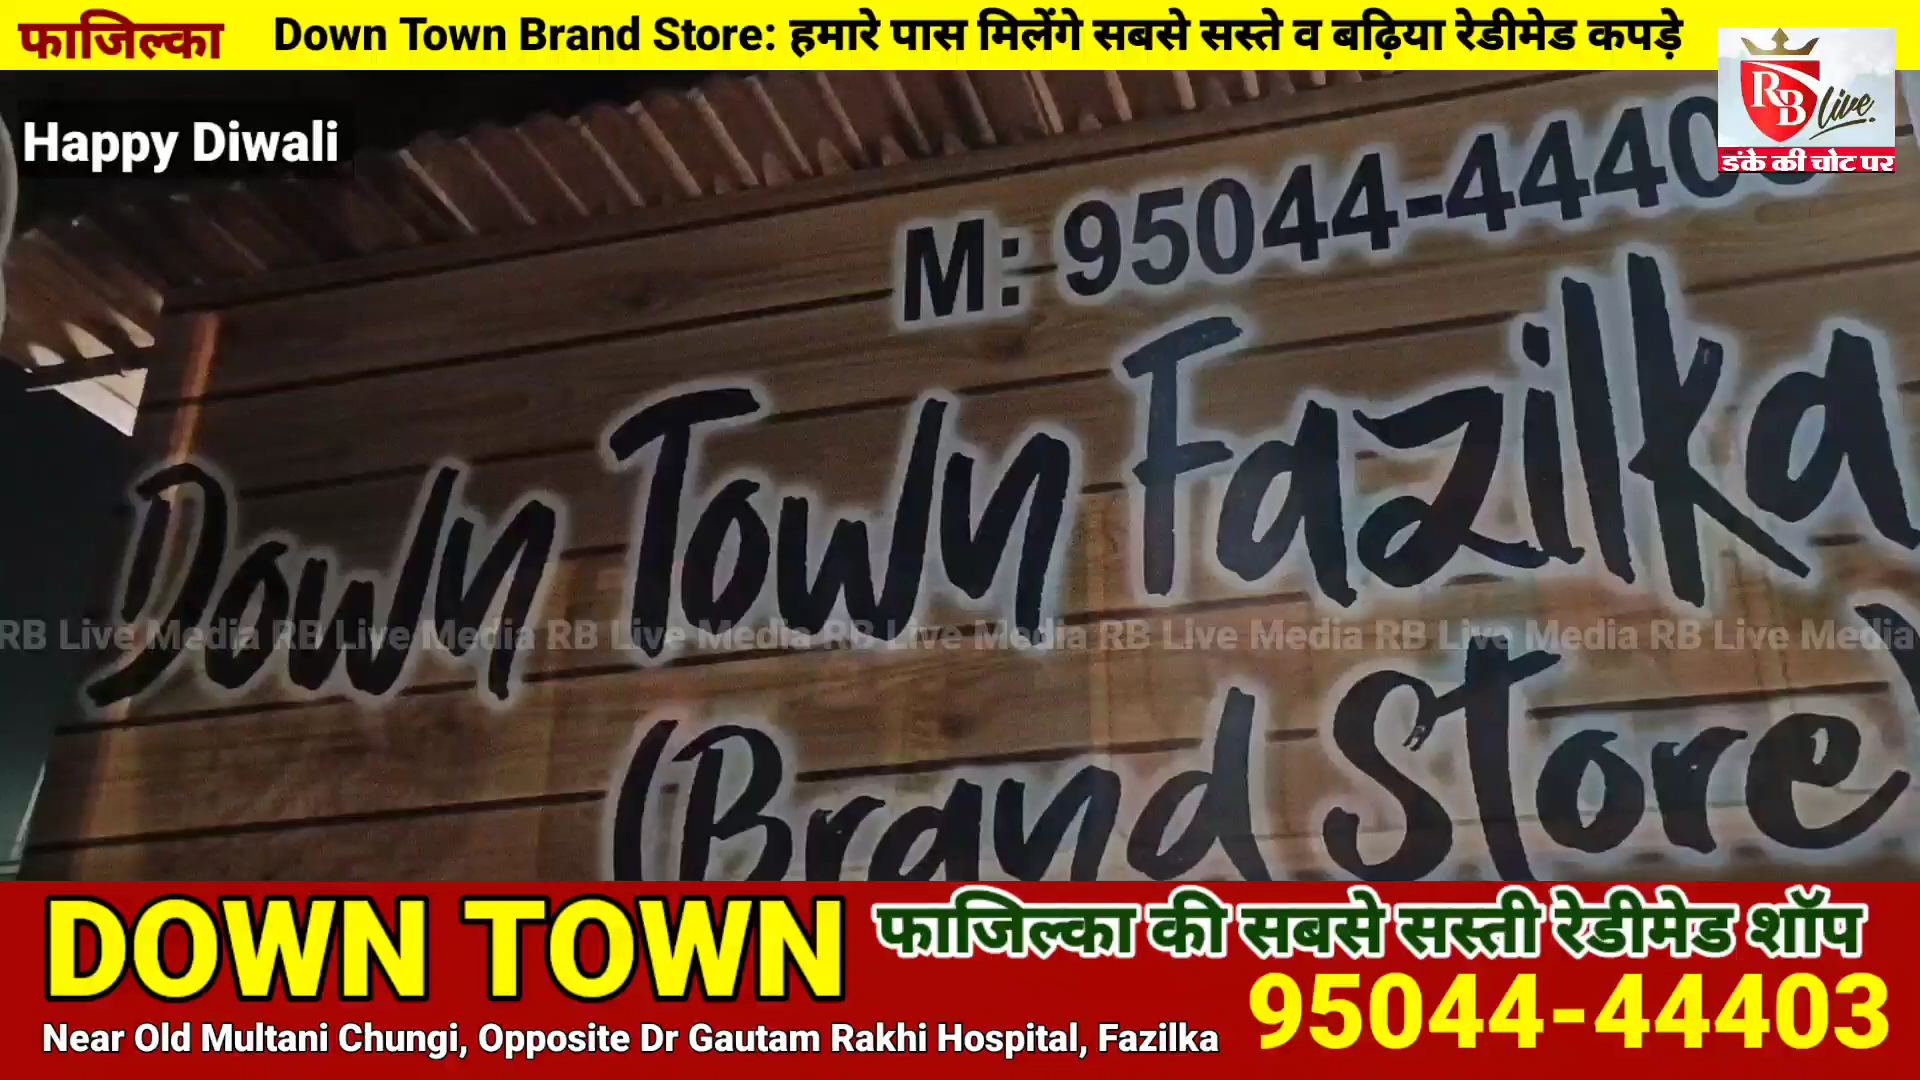 फाजिल्का Down Town Brand Store: हमारे पास मिलेंगे सबसे सस्ते व बढ़िया रेडीमेड कपड़े
RB Live
डंके की चोट पर
Happy Diwali
M: 95044-4440
Down Town Fazilka
RB Live Media RB Live Media RB Live Media RB Live Media RB Live Media RB Live Media RB Live Media
(Brand Store)
DOWN TOWN फाजिल्का की सबसे सस्ती रेडीमेड शॉप
95044-44403
Near Old Multani Chungi, Opposite Dr Gautam Rakhi Hospital, Fazilka